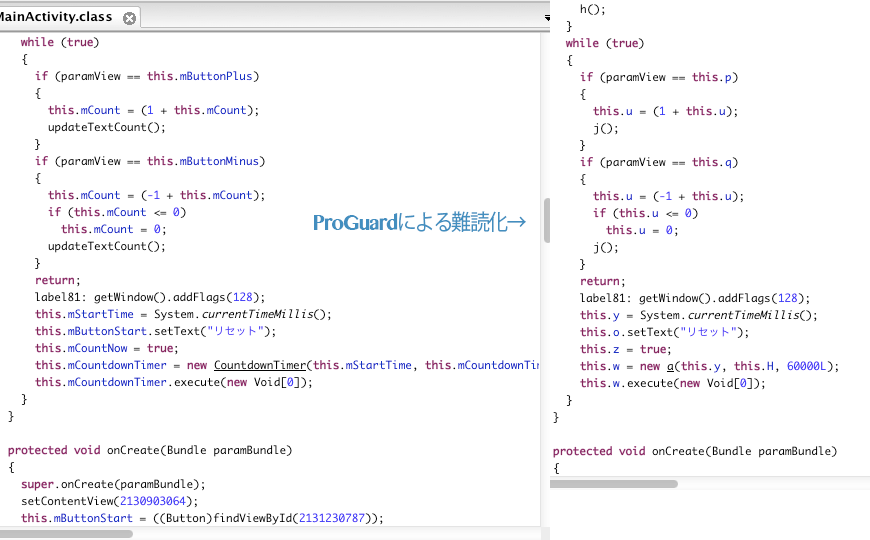 MainActivity.class
while (true)
{
if (paramView == this.mButtonPlus)
{
this.mCount = (1 + this.mCount);
updateTextCount();
}
if (paramView == this.mButtonMinus)
{
this.mCount = (-1 + this.mCount);
if (this.mCount <= 0)
this.mCount = 0;
updateTextCount();
}
return;
label81: getWindow().addFlags(128);
this.mStartTime = System.currentTimeMillis();
this.mButtonStart.setText("リセット");
this.mCountNow = true;
this.mCountdownTimer = new CountdownTimer(this.mStartTime, this.mCountdownTi
this.mCountdownTimer.execute(new Void[0]);
}
}
protected void onCreate(Bundle paramBundle)
{
super.onCreate(paramBundle);
setContentView(2130903064);
this.mButtonStart = ((Button)findViewById(2131230787));
ProGuardによる難読化→
h();
}
while (true)
{
if (paramView == this.p)
{
this.u = (1 + this.u);
j();
}
if (paramView == this.q)
{
this.u = (-1 + this.u);
if (this.u <= 0)
this.u = 0;
j();
}
return;
label81: getWindow().addFlags(128);
this.y = System.currentTimeMillis();
this.o.setText("リセット");
this.z = true;
this.w = new a(this.y, this.H, 60000L);
this.w.execute(new Void[0]);
}
}
protected void onCreate(Bundle paramBundle)
{